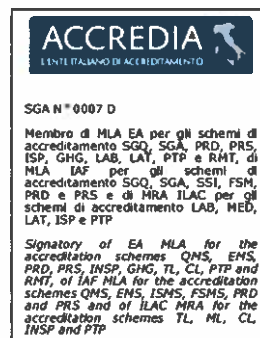 ACCREDIA
L'ENTE ITALIANO DI ACCREDITAMENTO
SGA N° 0007 D
Membro di MLA EA per gli schemi di
accreditamento SGQ, SGA, PRD, PRS,
ISP, GHG, LAB, LAT, PTP e RMT, di
MLA IAF per gli schemi di
accreditamento SGQ, SGA, SSI, FSM,
PRD e PRS e di MRA ILAC per gli
schemi di accreditamento LAB, MED,
LAT, ISP e PTP
Signatory of EA MLA for the
accreditation schemes QMS, EMS,
PRD, PRS, INSP, GHG, TL, CL, PTP and
RMT, of IAF MLA for the accreditation
schemes QMS, EMS, ISMS, FSMS, PRD
and PRS and of ILAC MRA for the
accreditation schemes TL, ML, CL,
INSP and PTP